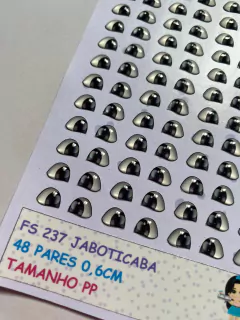 FS 237 JABOTICABA
48 PARES 0,6CM
TAMANHO PP